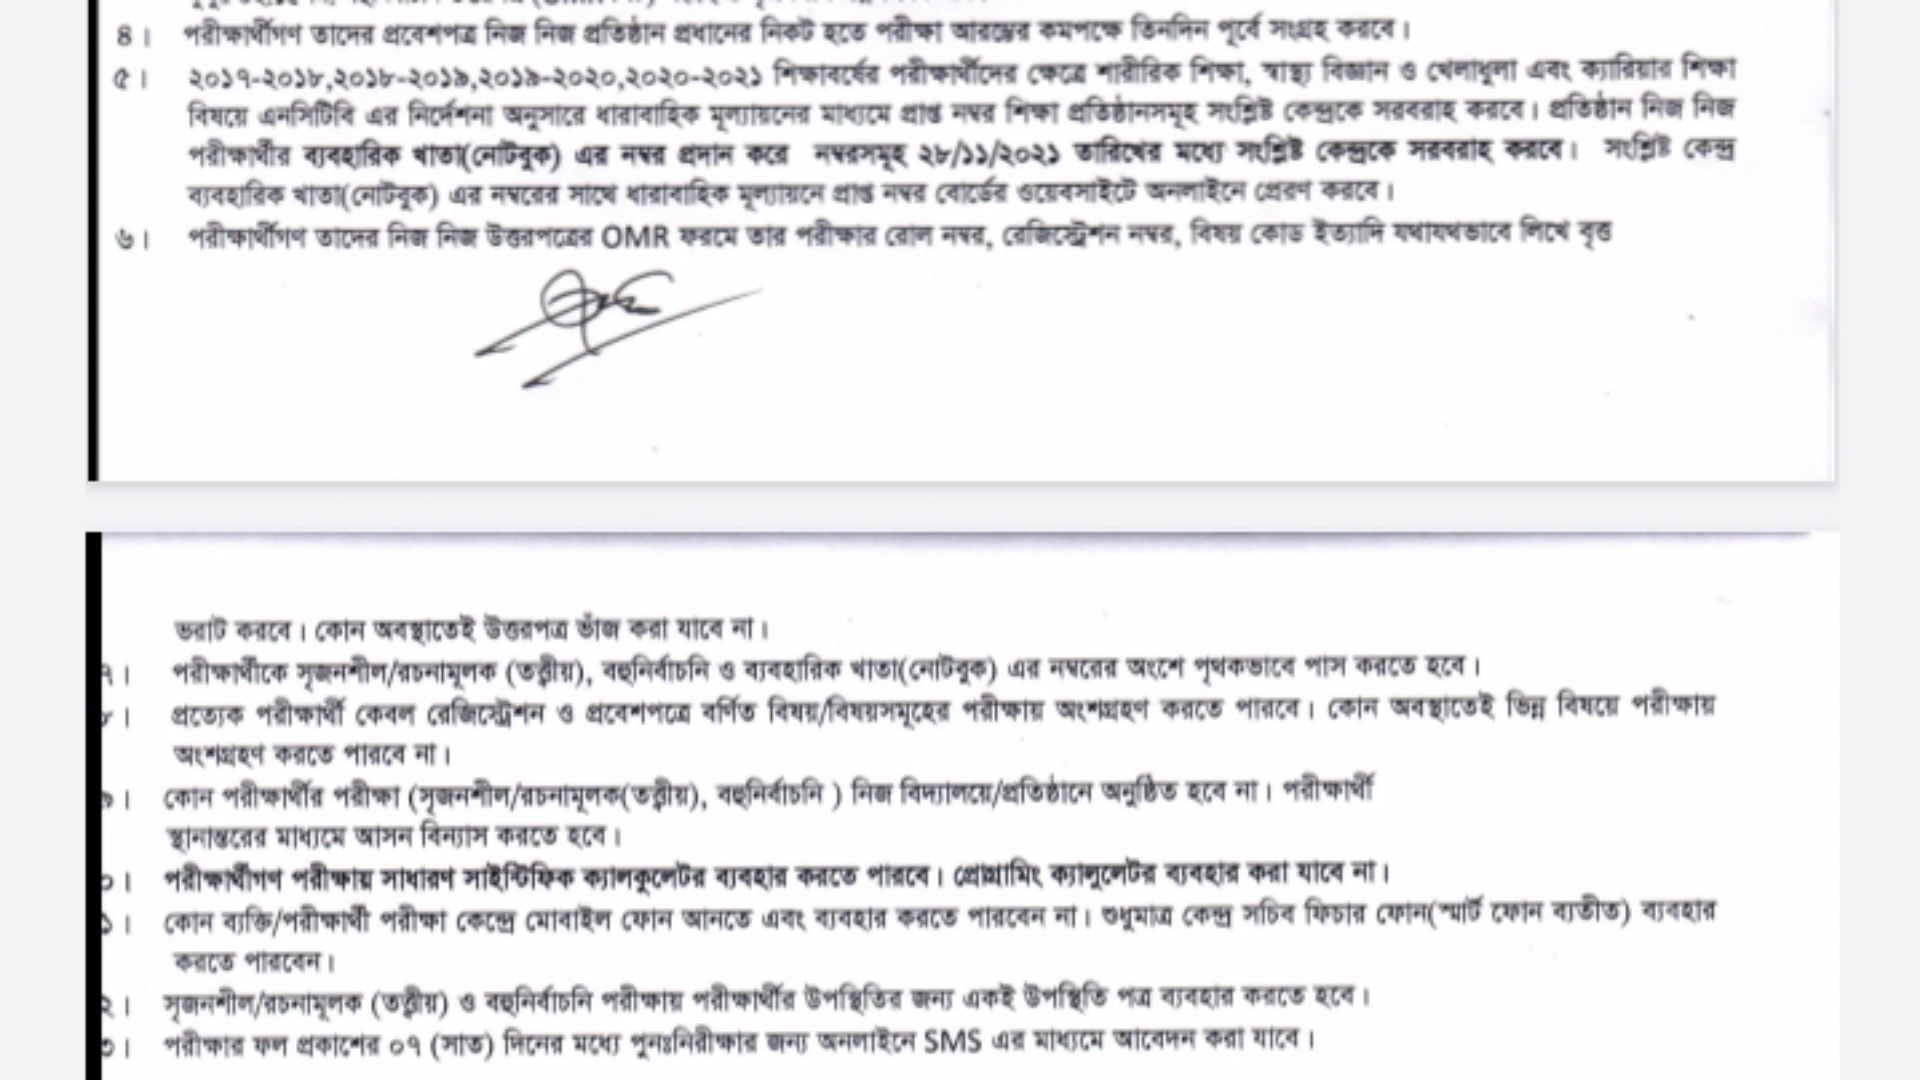 ৪। পরীক্ষার্থীগণ তাদের প্রবেশপত্র নিজ নিজ প্রতিষ্ঠান প্রধানের নিকট হতে পরীক্ষা আরম্ভের কমপক্ষে তিনদিন পূর্বে সংগ্রহ করবে।
৫। ২০১৭-২০১৮,২০১৮-২০১৯,২০১৯-২০২০,২০২০-২০২১ শিক্ষাবর্ষের পরীক্ষার্থীদের ক্ষেত্রে শারীরিক শিক্ষা, স্বাস্থ্য বিজ্ঞান ও খেলাধুলা এবং ক্যারিয়ার শিক্ষা
বিষয়ে এনসিটিবি এর নির্দেশনা অনুসারে ধারাবাহিক মূল্যায়নের মাধ্যমে প্রাপ্ত নম্বর শিক্ষা প্রতিষ্ঠানসমূহ সংশ্লিষ্ট কেন্দ্রকে সরবরাহ করবে। প্রতিষ্ঠান নিজ নিজ
পরীক্ষার্থীর ব্যবহারিক খাতা(নোটবুক) এর নম্বর প্রদান করে নম্বরসমূহ ২৮/১১/২০২১ তারিখের মধ্যে সংশ্লিষ্ট কেন্দ্রকে সরবরাহ করবে। সংশ্লিষ্ট কেন্দ্র
ব্যবহারিক খাতা(নোটবুক) এর নম্বরের সাথে ধারাবাহিক মূল্যায়নে প্রাপ্ত নম্বর বোর্ডের ওয়েবসাইটে অনলাইনে প্রেরণ করবে।
৬। পরীক্ষার্থীগণ তাদের নিজ নিজ উত্তরপত্রের OMR ফরমে তার পরীক্ষার রোল নম্বর, রেজিস্ট্রেশন নম্বর, বিষয় কোড ইত্যাদি যথাযথভাবে লিখে বৃত্ত
ভরাট করবে। কোন অবস্থাতেই উত্তরপত্র ভাঁজ করা যাবে না।
৭। পরীক্ষার্থীকে সৃজনশীল/রচনামূলক (তত্ত্বীয়), বহুনির্বাচনি ও ব্যবহারিক খাতা(নোটবুক) এর নম্বরের অংশে পৃথকভাবে পাস করতে হবে।
৮। প্রত্যেক পরীক্ষার্থী কেবল রেজিস্ট্রেশন ও প্রবেশপত্রে বর্ণিত বিষয়/বিষয়সমূহের পরীক্ষায় অংশগ্রহণ করতে পারবে। কোন অবস্থাতেই ভিন্ন বিষয়ে পরীক্ষায়
অংশগ্রহণ করতে পারবে না।
৯। কোন পরীক্ষার্থীর পরীক্ষা (সৃজনশীল/রচনামূলক(তত্ত্বীয়), বহুনির্বাচনি ) নিজ বিদ্যালয়ে/প্রতিষ্ঠানে অনুষ্ঠিত হবে না। পরীক্ষার্থী
স্থানান্তরের মাধ্যমে আসন বিন্যাস করতে হবে।
০। পরীক্ষার্থীগণ পরীক্ষায় সাধারণ সাইন্টিফিক ক্যালকুলেটর ব্যবহার করতে পারবে। প্রোগ্রামিং ক্যালুলেটর ব্যবহার করা যাবে না।
১। কোন ব্যক্তি/পরীক্ষার্থী পরীক্ষা কেন্দ্রে মোবাইল ফোন আনতে এবং ব্যবহার করতে পারবেন না। শুধুমাত্র কেন্দ্র সচিব ফিচার ফোন(স্মার্ট ফোন ব্যতীত) ব্যবহার
করতে পারবেন।
২। সৃজনশীল/রচনামূলক (তত্ত্বীয়) ও বহুনির্বাচনি পরীক্ষায় পরীক্ষার্থীর উপস্থিতির জন্য একই উপস্থিতি পত্র ব্যবহার করতে হবে।
৩। পরীক্ষার ফল প্রকাশের ০৭ (সাত) দিনের মধ্যে পুনঃনিরীক্ষার জন্য অনলাইনে SMS এর মাধ্যমে আবেদন করা যাবে।